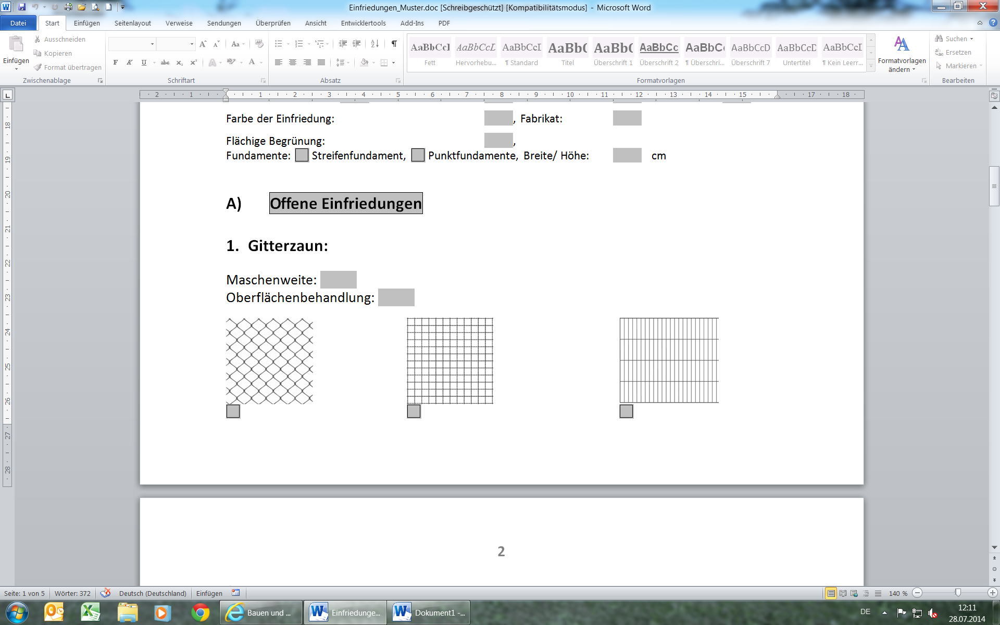 Einfriedungen_Muster.doc [Schreibgeschützt] [Kompatibilitätsmodus] - Microsoft Word
Datei Start Einfügen Seitenlayout Verweise Sendungen Überprüfen Ansicht Entwicklertools Add-Ins PDF
Einfügen
Ausschneiden
Kopieren
Format übertragen
Zwischenablage
F K U abc x₂ x² A ab A
Aa
Schriftart
Absatz
AaBbCcI AaBbCcL AaBbCcI AaBbC AaBbC AaBbCc AaBbC AaBbCcD AaBbCcD AaBbCcI
Fett Hervorhebu... ¶ Standard Titel Überschrift 1 Überschrift 2 ¶ Überschri... Überschrift 7 Untertitel ¶ Kein Leerr...
Formatvorlagen
Formatvorlagen
ändern
Suchen
Ersetzen
Markieren
Bearbeiten
2 1 1 2 3 4 5 6 7 8 9 10 11 12 13 14 15 17 18
18 19 20 21 22 23 24 25 26 27 28
Farbe der Einfriedung: , Fabrikat:
Flächige Begrünung: ,
Fundamente: Streifenfundament, Punktfundamente, Breite/ Höhe: cm
A) Offene Einfriedungen
1. Gitterzaun:
Maschenweite:
Oberflächenbehandlung:
2
Seite: 1 von 5 Wörter: 372 Deutsch (Deutschland) Einfügen 140 %
Bauen und ... Einfriedunge... Dokument1 -... DE 12:11
28.07.2014